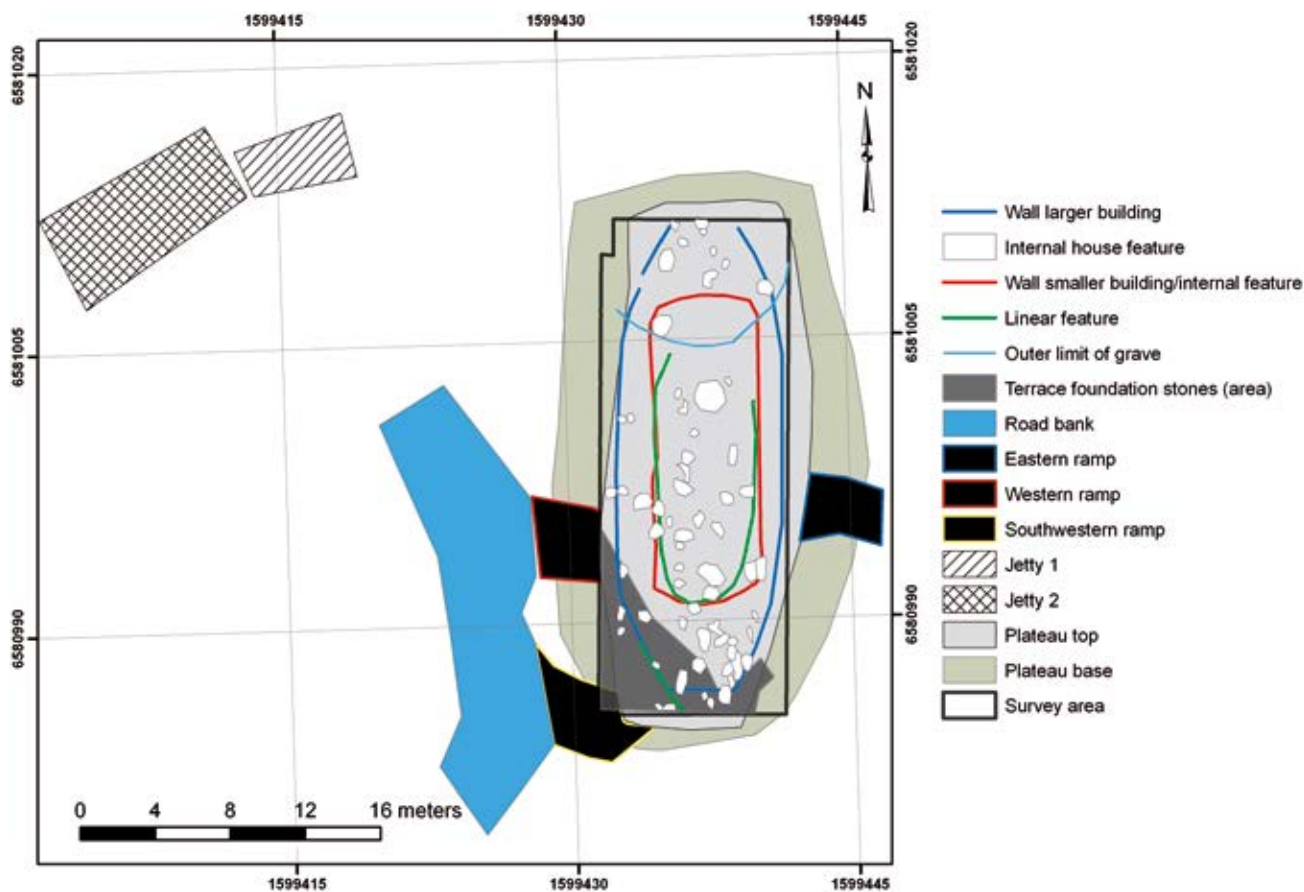 1599415 1599430 1599445
6581020 6581020
N
6581005 6581005
6580990 6580990
0 4 8 12 16 meters
1599415 1599430 1599445
Wall larger building
Internal house feature
Wall smaller building/internal feature
Linear feature
Outer limit of grave
Terrace foundation stones (area)
Road bank
Eastern ramp
Western ramp
Southwestern ramp
Jetty 1
Jetty 2
Plateau top
Plateau base
Survey area